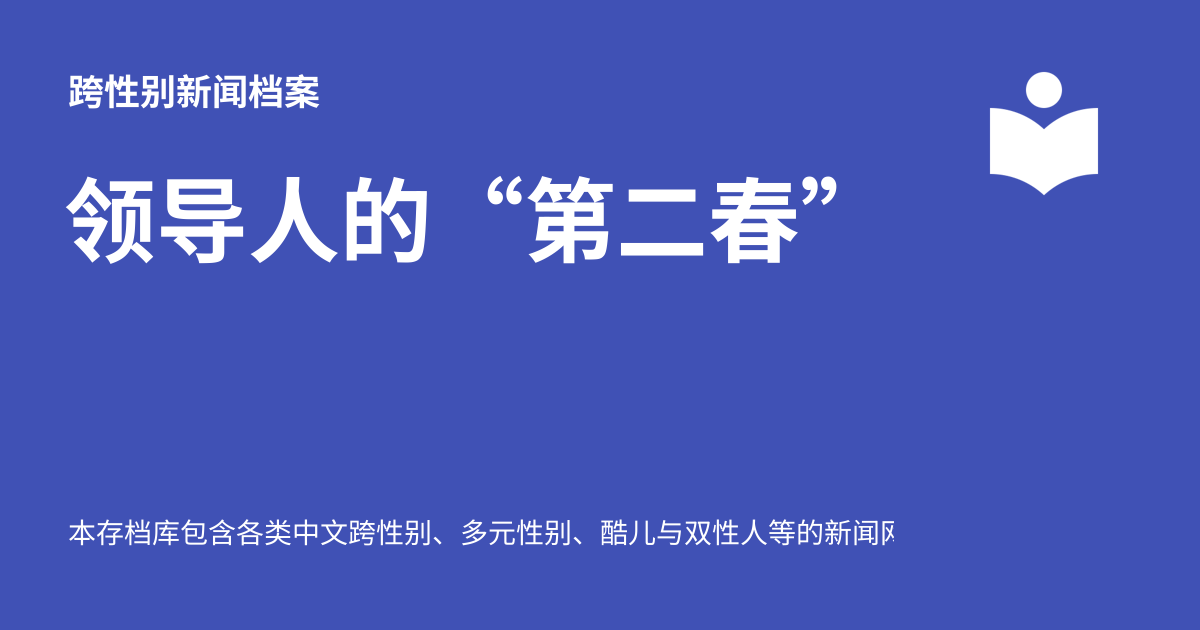 跨性别新闻档案
领导人的“第二春”
本存档库包含各类中文跨性别、多元性别、酷儿与双性人等的新闻